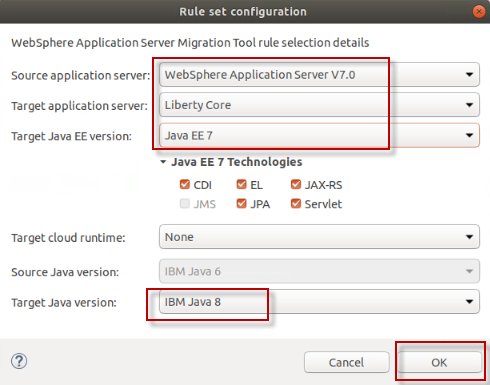 Rule set configuration
WebSphere Application Server Migration Tool rule selection details
Source application server: WebSphere Application Server V7.0
Target application server: Liberty Core
Target Java EE version: Java EE 7
Java EE 7 Technologies
CDI EL JAX-RS
JMS JPA Servlet
Target cloud runtime: None
Source Java version: IBM Java 6
Target Java version: IBM Java 8
? Cancel OK